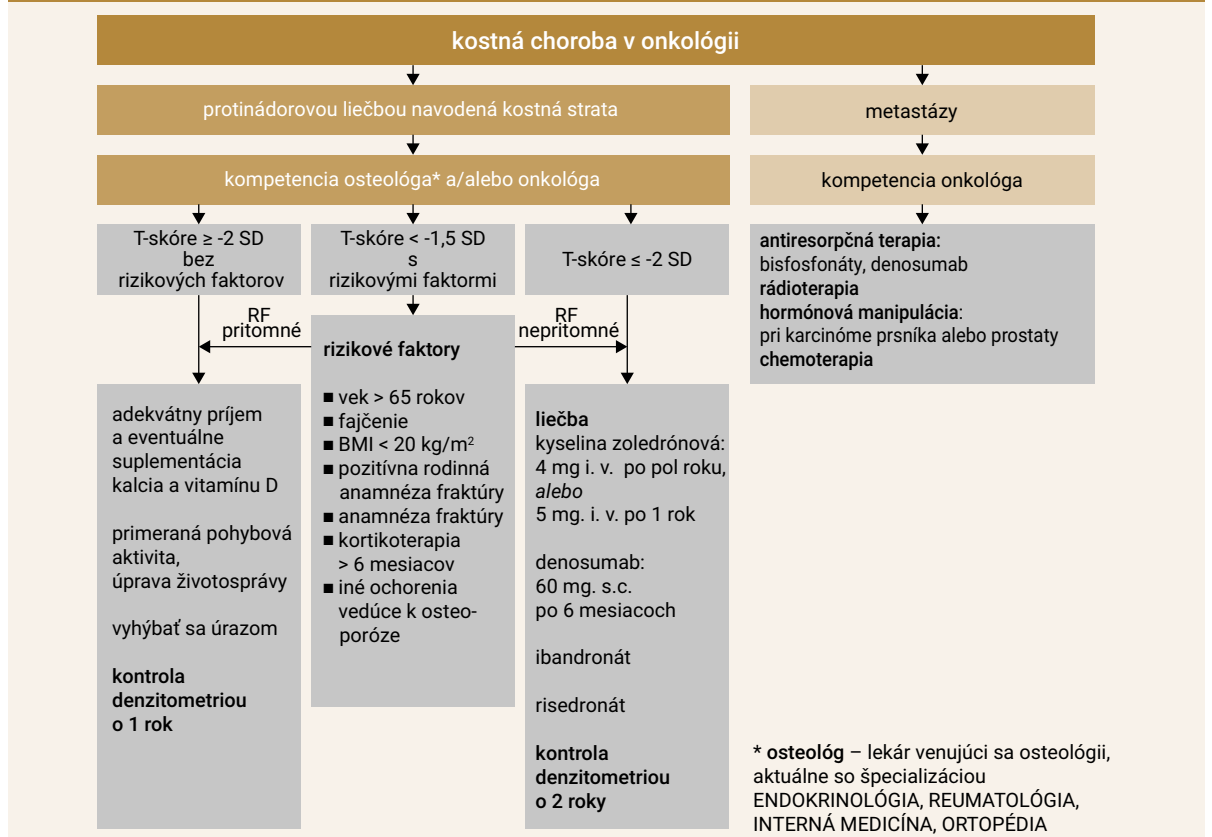 kostná choroba v onkológii
protinádorovou liečbou navodená kostná strata
metastázy
kompetencia osteológa* a/alebo onkológa
kompetencia onkológa
T-skóre ≥ -2 SD
bez
rizikových faktorov
T-skóre < -1,5 SD
s
rizikovými faktormi
T-skóre ≤ -2 SD
antiresorpčná terapia:
bisfosfonáty, denosumab
rádioterapia
hormónová manipulácia:
pri karcinóme prsníka alebo prostaty
chemoterapia
RF
pritomné
RF
nepritomné
adekvátny príjem
a eventuálne
suplementácia
kalcia a vitamínu D
primeraná pohybová
aktivita,
úprava životosprávy
vyhýbať sa úrazom
kontrola
denzitometriou
o 1 rok
rizikové faktory
■ vek > 65 rokov
■ fajčenie
■ BMI < 20 kg/m²
■ pozitívna rodinná
anamnéza fraktúry
■ anamnéza fraktúry
■ kortikoterapia
> 6 mesiacov
■ iné ochorenia
vedúce k osteo-
poróze
liečba
kyselina zoledrónová:
4 mg i. v. po pol roku,
alebo
5 mg. i. v. po 1 rok
denosumab:
60 mg. s.c.
po 6 mesiacoch
ibandronát
risedronát
kontrola
denzitometriou
o 2 roky
* osteológ – lekár venujúci sa osteológii,
aktuálne so špecializáciou
ENDOKRINOLÓGIA, REUMATOLÓGIA,
INTERNÁ MEDICÍNA, ORTOPÉDIA